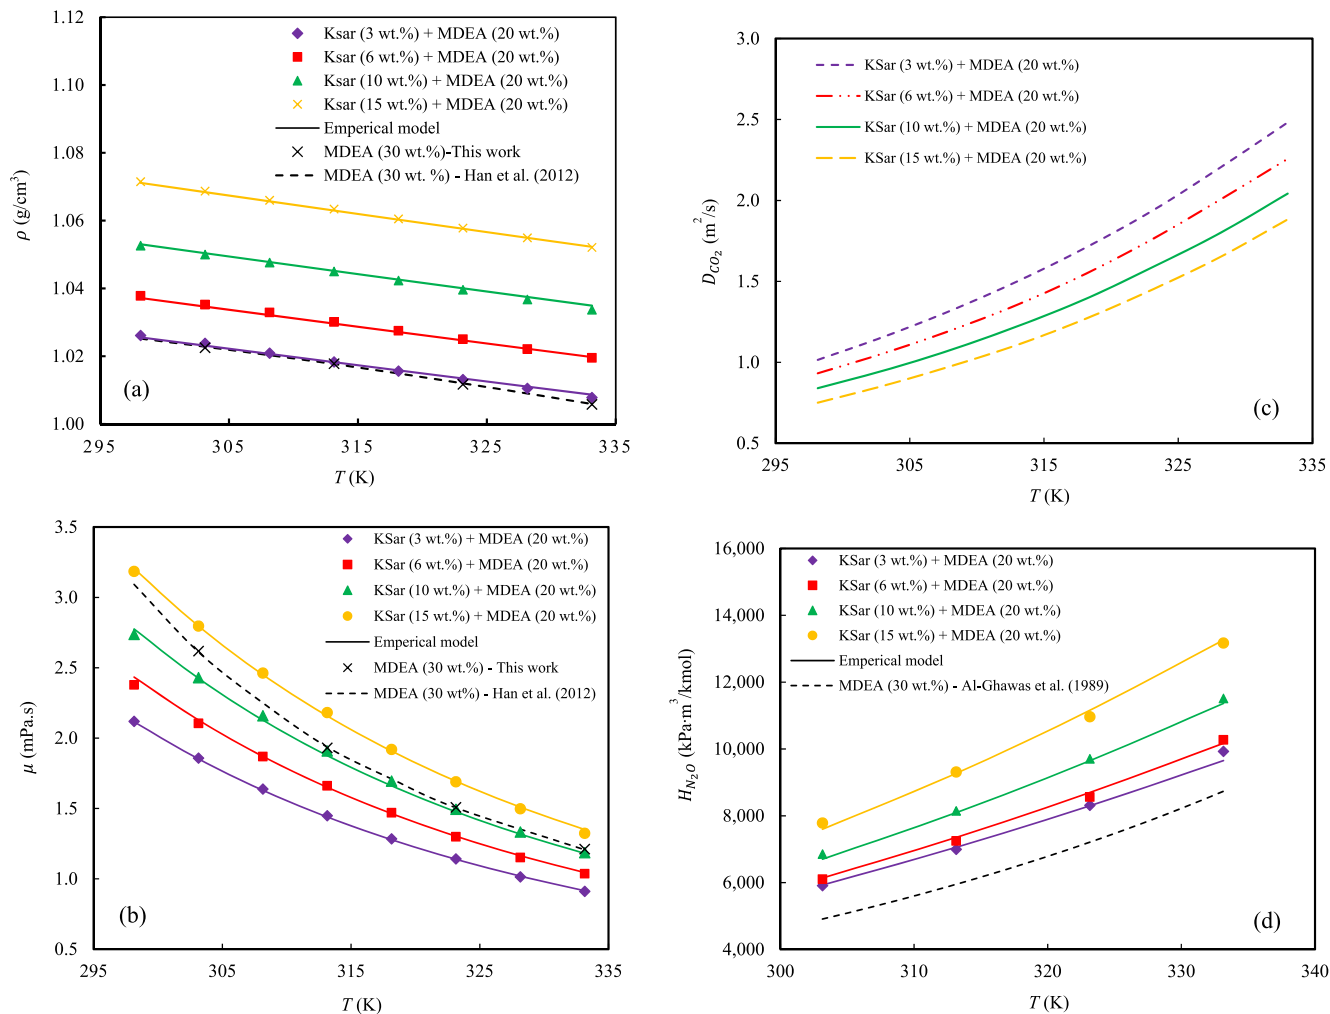 1.12
1.10
1.08
1.06
1.04
1.02
1.00
295
305
315
325
335
ρ (g/cm³)
T (K)
Ksar (3 wt.%) + MDEA (20 wt.%)
Ksar (6 wt.%) + MDEA (20 wt.%)
Ksar (10 wt.%) + MDEA (20 wt.%)
Ksar (15 wt.%) + MDEA (20 wt.%)
Emperical model
MDEA (30 wt.%)-This work
MDEA (30 wt. %) - Han et al. (2012)
(a)
3.0
2.5
2.0
1.5
1.0
0.5
295
305
315
325
335
D_{CO_2} (m²/s)
T (K)
KSar (3 wt.%) + MDEA (20 wt.%)
KSar (6 wt.%) + MDEA (20 wt.%)
KSar (10 wt.%) + MDEA (20 wt.%)
KSar (15 wt.%) + MDEA (20 wt.%)
(c)
3.5
3.0
2.5
2.0
1.5
1.0
0.5
295
305
315
325
335
μ (mPa.s)
T (K)
KSar (3 wt.%) + MDEA (20 wt.%)
KSar (6 wt.%) + MDEA (20 wt.%)
KSar (10 wt.%) + MDEA (20 wt.%)
KSar (15 wt.%) + MDEA (20 wt.%)
Emperical model
MDEA (30 wt.%) - This work
MDEA (30 wt%) - Han et al. (2012)
(b)
16,000
14,000
12,000
10,000
8,000
6,000
4,000
300
310
320
330
340
H_{N_2O} (kPa·m³/kmol)
T (K)
KSar (3 wt.%) + MDEA (20 wt.%)
KSar (6 wt.%) + MDEA (20 wt.%)
KSar (10 wt.%) + MDEA (20 wt.%)
KSar (15 wt.%) + MDEA (20 wt.%)
Emperical model
MDEA (30 wt.%) - Al-Ghawas et al. (1989)
(d)